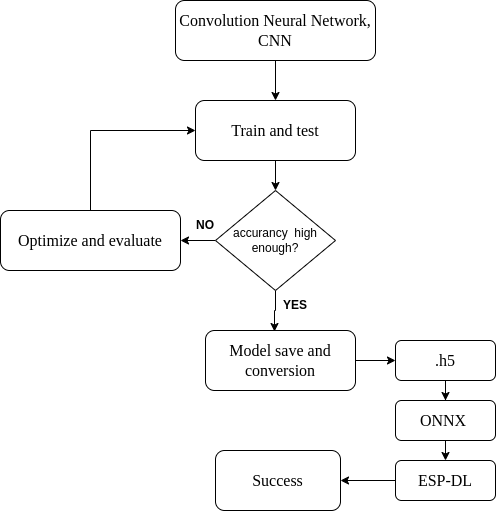 Convolution Neural Network,
CNN
Train and test
NO
accurancy high
enough?
Optimize and evaluate
YES
Model save and
conversion
.h5
ONNX
Success
ESP-DL